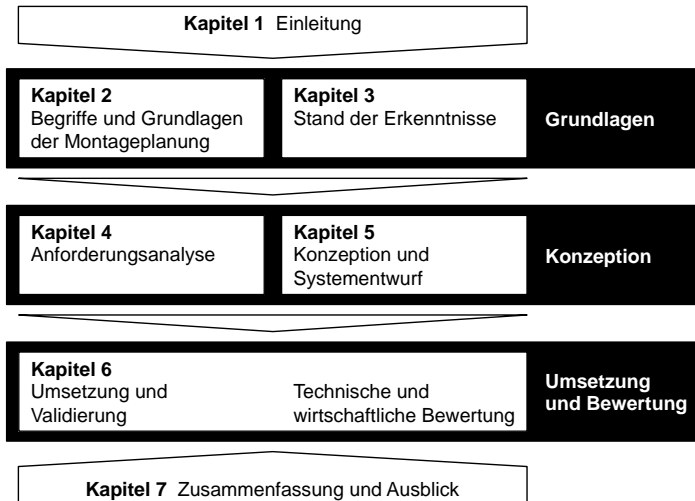 Kapitel 1 Einleitung
Kapitel 2
Begriffe und Grundlagen
der Montageplanung
Kapitel 3
Stand der Erkenntnisse
Grundlagen
Kapitel 4
Anforderungsanalyse
Kapitel 5
Konzeption und
Systementwurf
Konzeption
Kapitel 6
Umsetzung und
Validierung
Technische und
wirtschaftliche Bewertung
Umsetzung
und Bewertung
Kapitel 7 Zusammenfassung und Ausblick